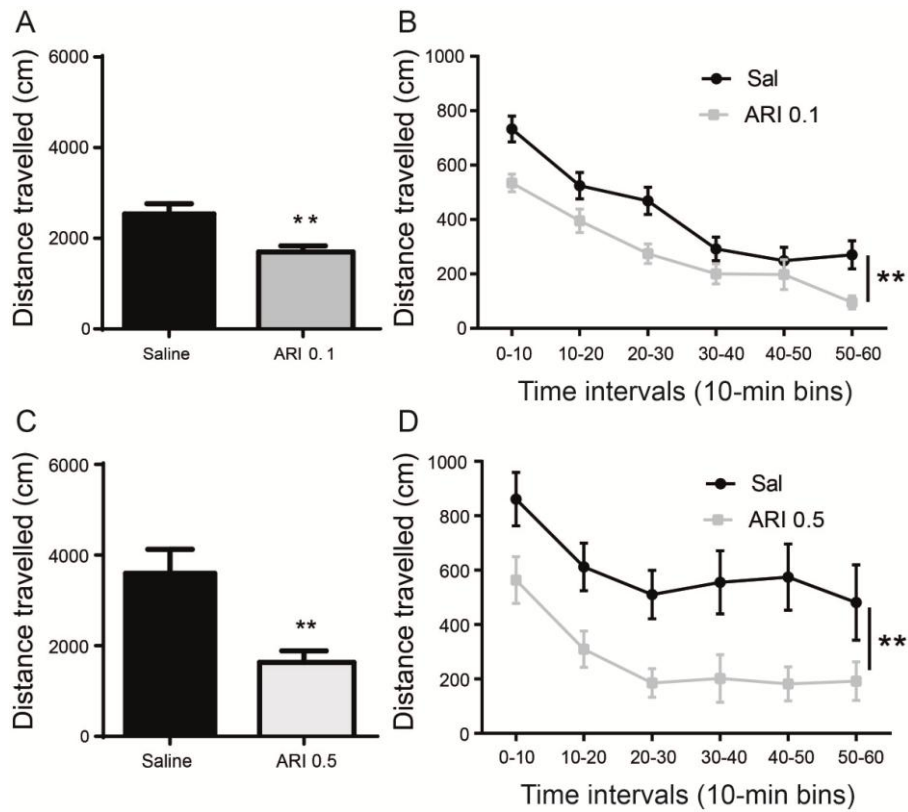 A
Distance travelled (cm)
6000
4000
2000
0
**
Saline
ARI 0.1
B
Distance travelled (cm)
1000
800
600
400
200
0
Sal
ARI 0.1
**
0-10
10-20
20-30
30-40
40-50
50-60
Time intervals (10-min bins)
C
Distance travelled (cm)
6000
4000
2000
0
**
Saline
ARI 0.5
D
Distance travelled (cm)
1000
800
600
400
200
0
Sal
ARI 0.5
**
0-10
10-20
20-30
30-40
40-50
50-60
Time intervals (10-min bins)